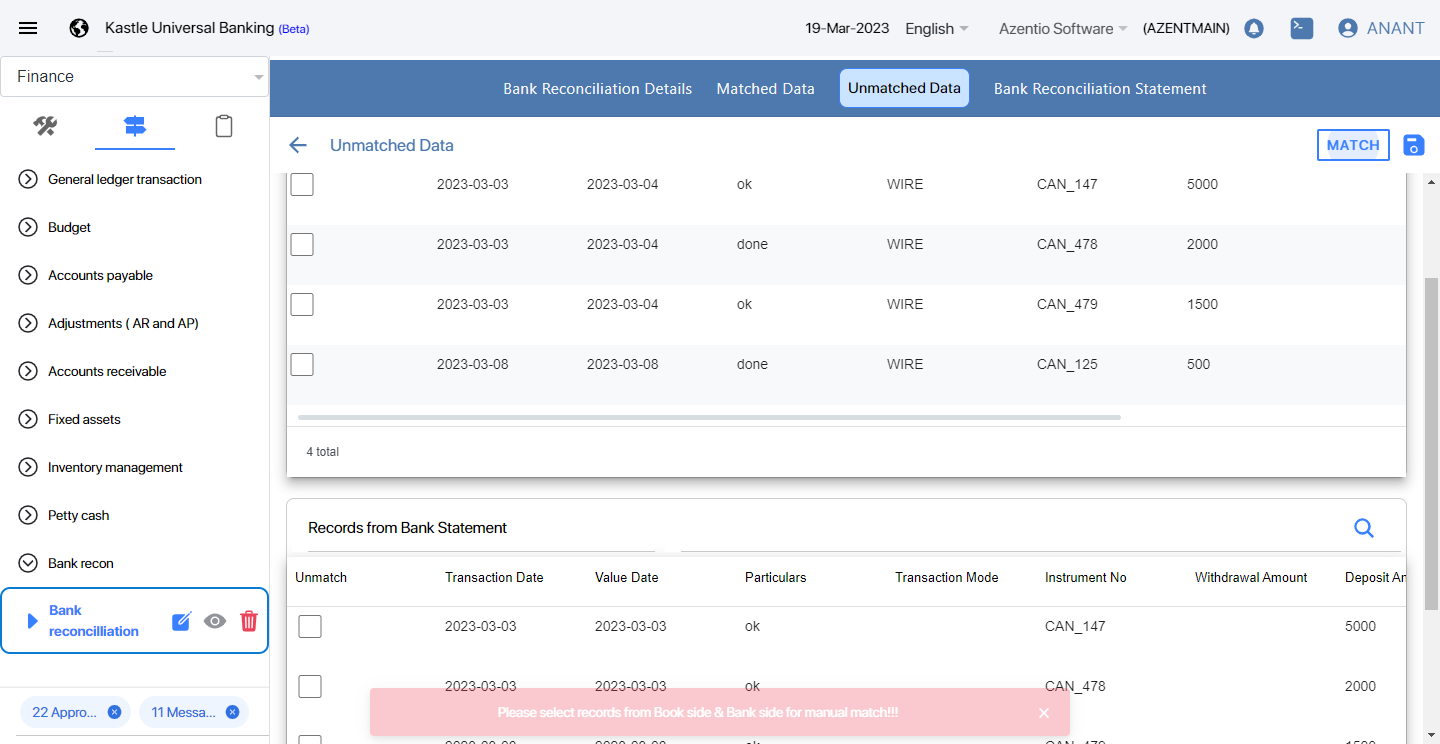 Kastle Universal Banking (Beta)
19-Mar-2023 English Azentio Software (AZENTMAIN) ANANT
Finance
Bank Reconciliation Details Matched Data Unmatched Data Bank Reconciliation Statement
Unmatched Data MATCH
General ledger transaction
Budget
Accounts payable
Adjustments ( AR and AP)
Accounts receivable
Fixed assets
Inventory management
Petty cash
Bank recon
Bank
reconcilliation
22 Appro... 11 Messa...
2023-03-03 2023-03-04 ok WIRE CAN_147 5000
2023-03-03 2023-03-04 done WIRE CAN_478 2000
2023-03-03 2023-03-04 ok WIRE CAN_479 1500
2023-03-08 2023-03-08 done WIRE CAN_125 500
4 total
Records from Bank Statement
Unmatch Transaction Date Value Date Particulars Transaction Mode Instrument No Withdrawal Amount Deposit Am
2023-03-03 2023-03-03 ok CAN_147 5000
2023-03-03 2023-03-03 ok CAN_478 2000
Please select records from Book side & Bank side for manual match!!!